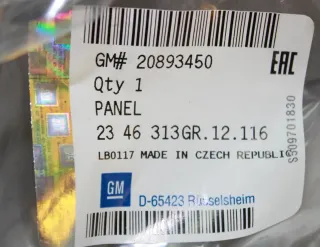 GM# 20893450
EAC
Qty 1
PANEL
23 46 313GR.12.116
LB0117 MADE IN CZECH REPUBLIC
S309701830
GM
D-65423 Rüsselsheim